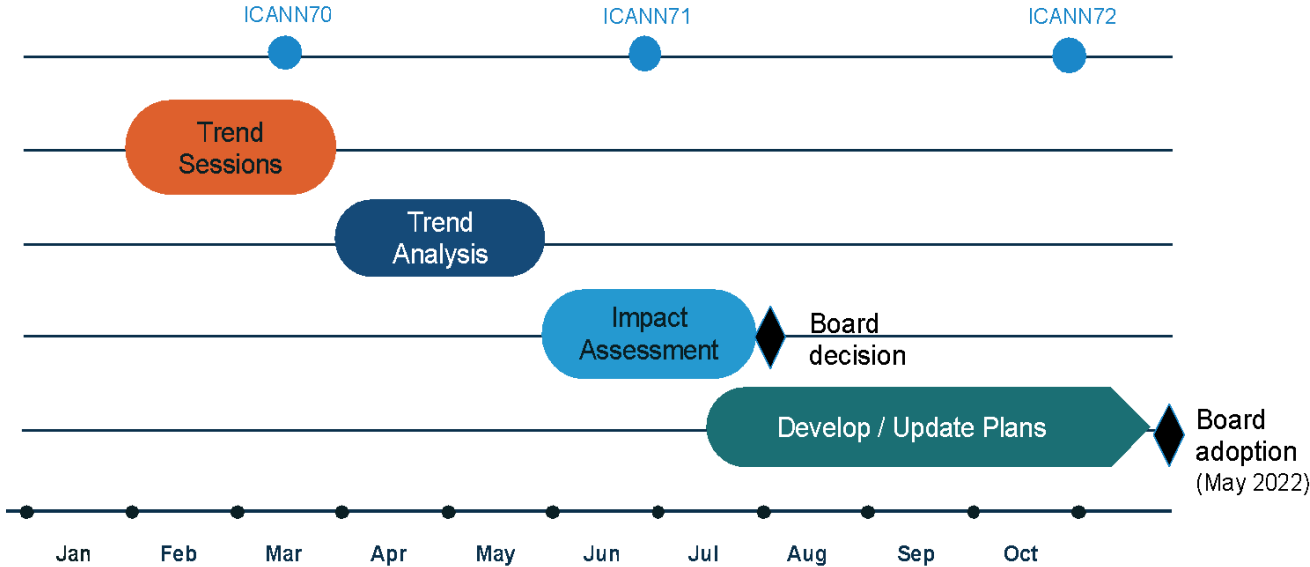 ICANN70
ICANN71
ICANN72
Trend
Sessions
Trend
Analysis
Impact
Assessment
Board
decision
Develop / Update Plans
Board
adoption
(May 2022)
Jan Feb Mar Apr May Jun Jul Aug Sep Oct